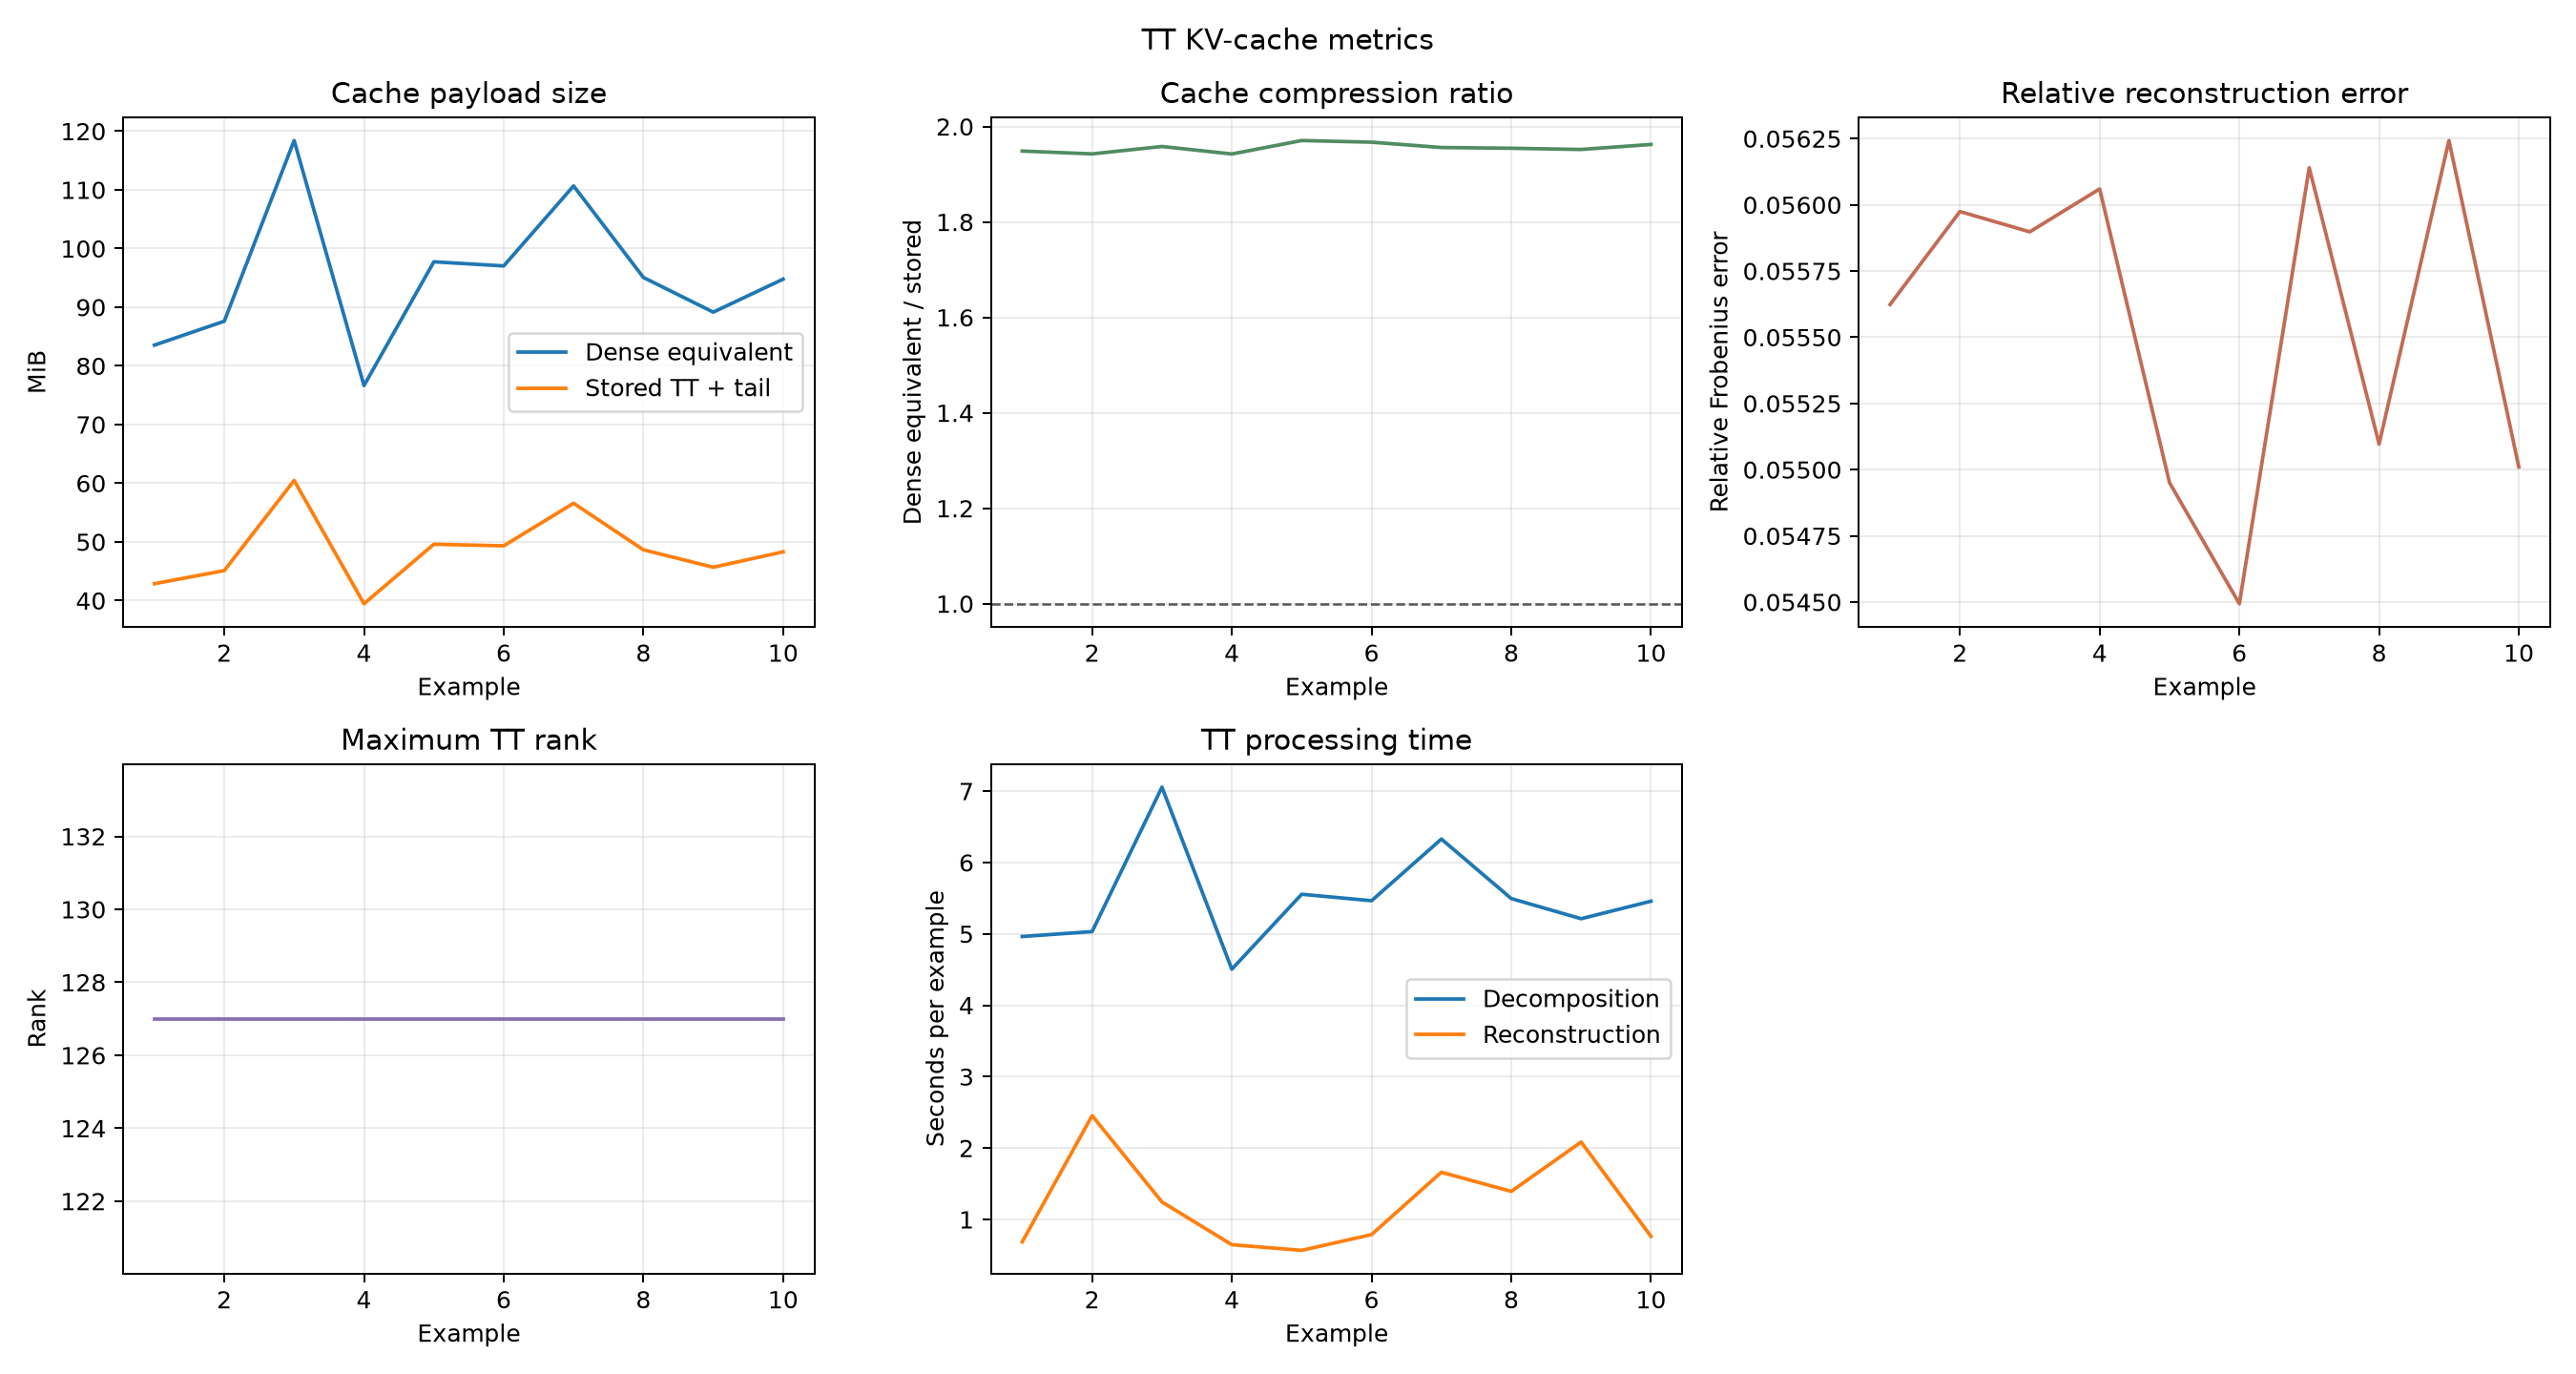 TT KV-cache metrics
Cache payload size
120
110
100
90
80
70
60
50
40
MiB
Dense equivalent
Stored TT + tail
2 4 6 8 10
Example
Cache compression ratio
2.0
1.8
1.6
1.4
1.2
1.0
Dense equivalent / stored
2 4 6 8 10
Example
Relative reconstruction error
0.05625
0.05600
0.05575
0.05550
0.05525
0.05500
0.05475
0.05450
Relative Frobenius error
2 4 6 8 10
Example
Maximum TT rank
132
130
128
126
124
122
Rank
2 4 6 8 10
Example
TT processing time
7
6
5
4
3
2
1
Seconds per example
Decomposition
Reconstruction
2 4 6 8 10
Example